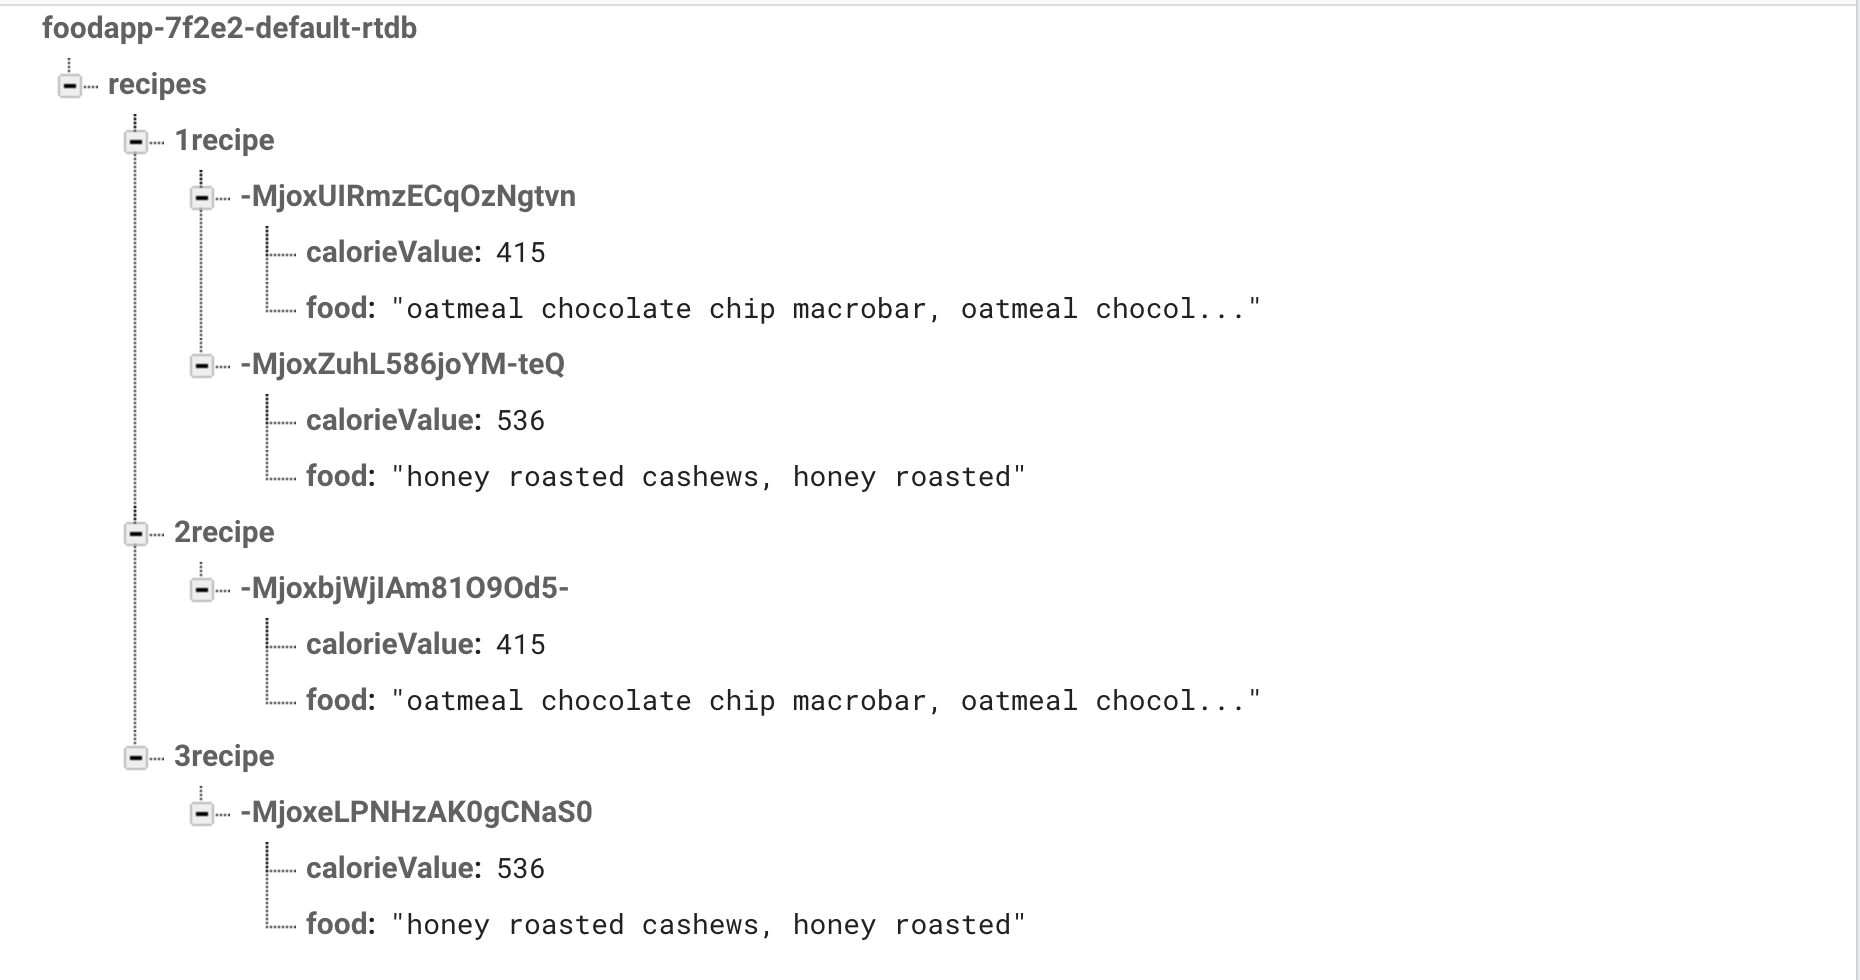 foodapp-7f2e2-default-rtdb
recipes
1recipe
-MjoxUIRmzECqOzNgtvn
calorieValue: 415
food: "oatmeal chocolate chip macrobar, oatmeal chocol..."
-MjoxZuhL586joYM-teQ
calorieValue: 536
food: "honey roasted cashews, honey roasted"
2recipe
-MjoxbjWjIAm81O9Od5-
calorieValue: 415
food: "oatmeal chocolate chip macrobar, oatmeal chocol..."
3recipe
-MjoxeLPNHzAK0gCNaS0
calorieValue: 536
food: "honey roasted cashews, honey roasted"